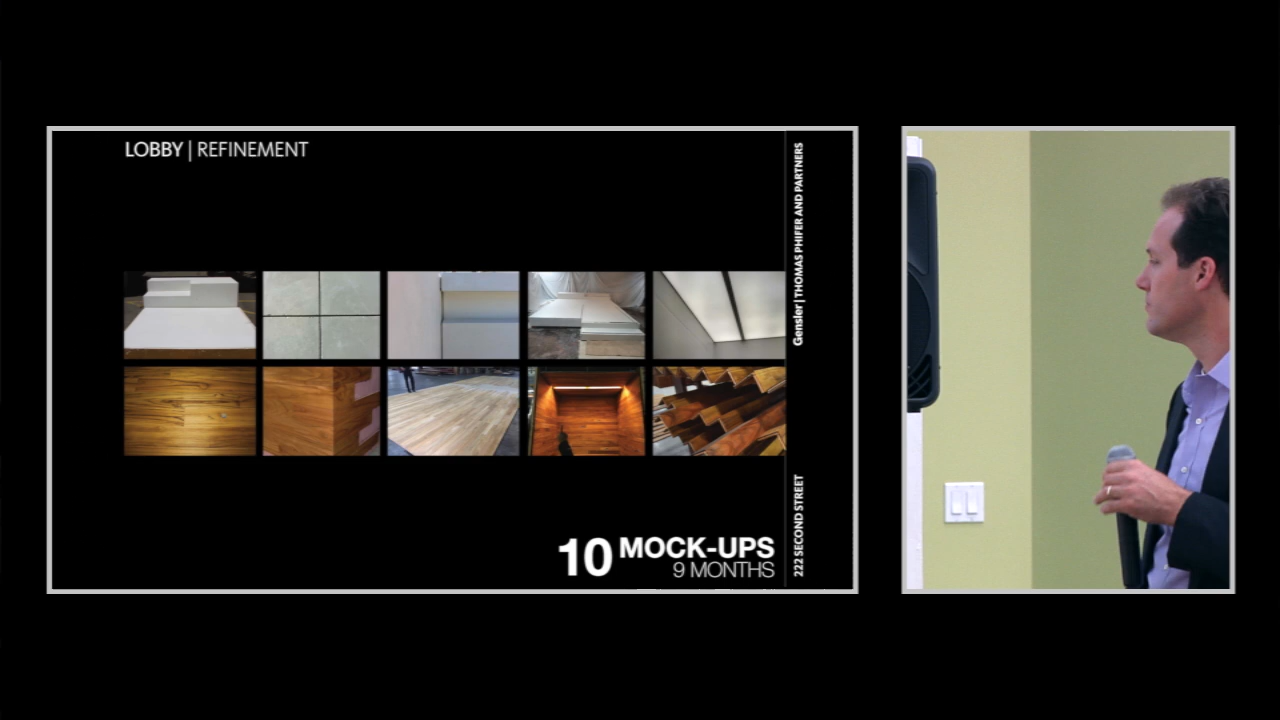 LOBBY | REFINEMENT
Gensler | THOMAS PHIFER AND PARTNERS
10 MOCK-UPS
9 MONTHS
222 SECOND STREET